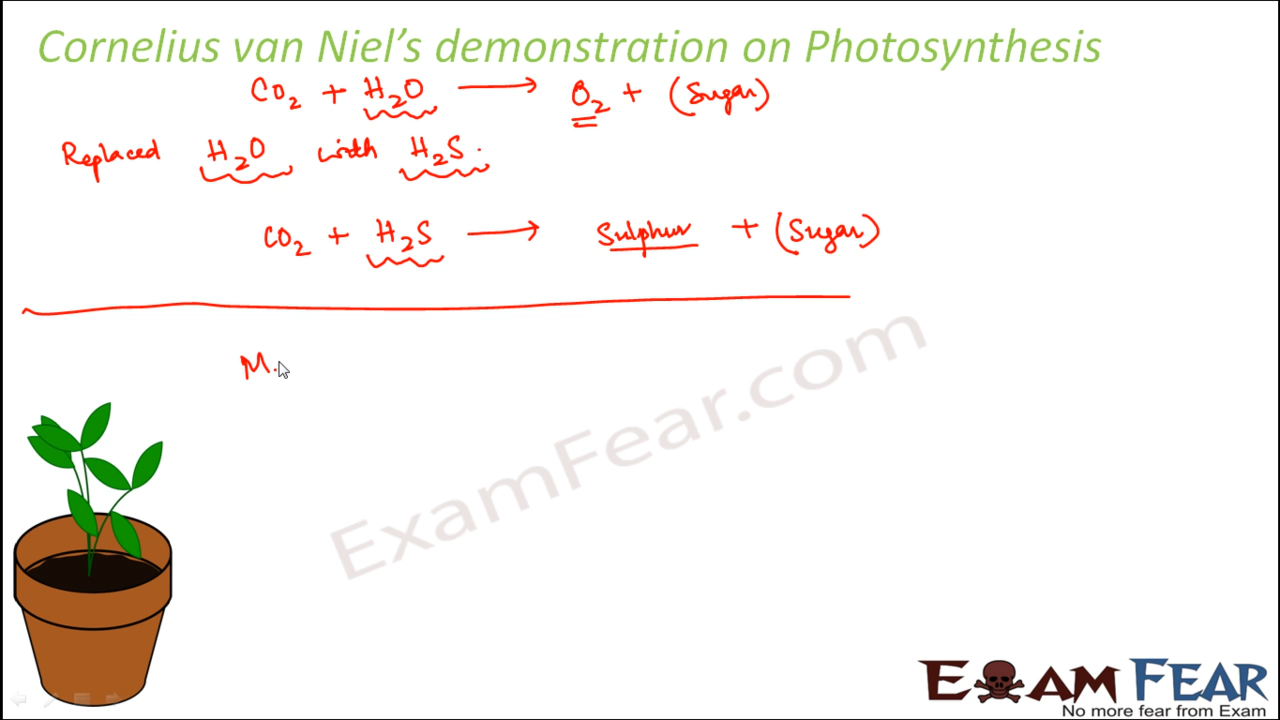 Cornelius van Niel's demonstration on Photosynthesis
CO2 + H2O → O2 + (Sugar)
Replaced H2O with H2S.
CO2 + H2S → Sulphur + (Sugar)
M.
ExamFear.com
EXAM FEAR
No more fear from Exam